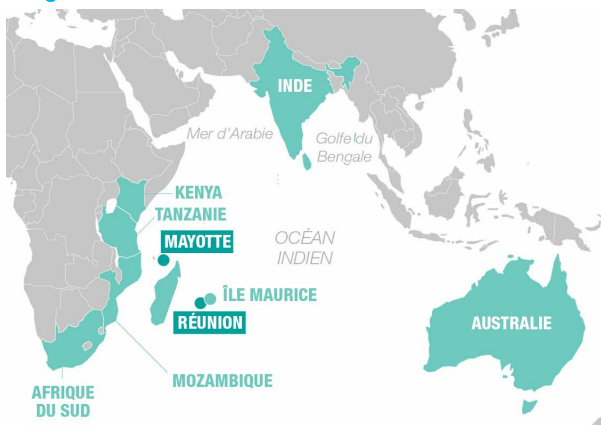 INDE
Mer d'Arabie
Golfe du
Bengale
KENYA
TANZANIE
MAYOTTE
OCÉAN
INDIEN
ÎLE MAURICE
RÉUNION
AUSTRALIE
MOZAMBIQUE
AFRIQUE
DU SUD